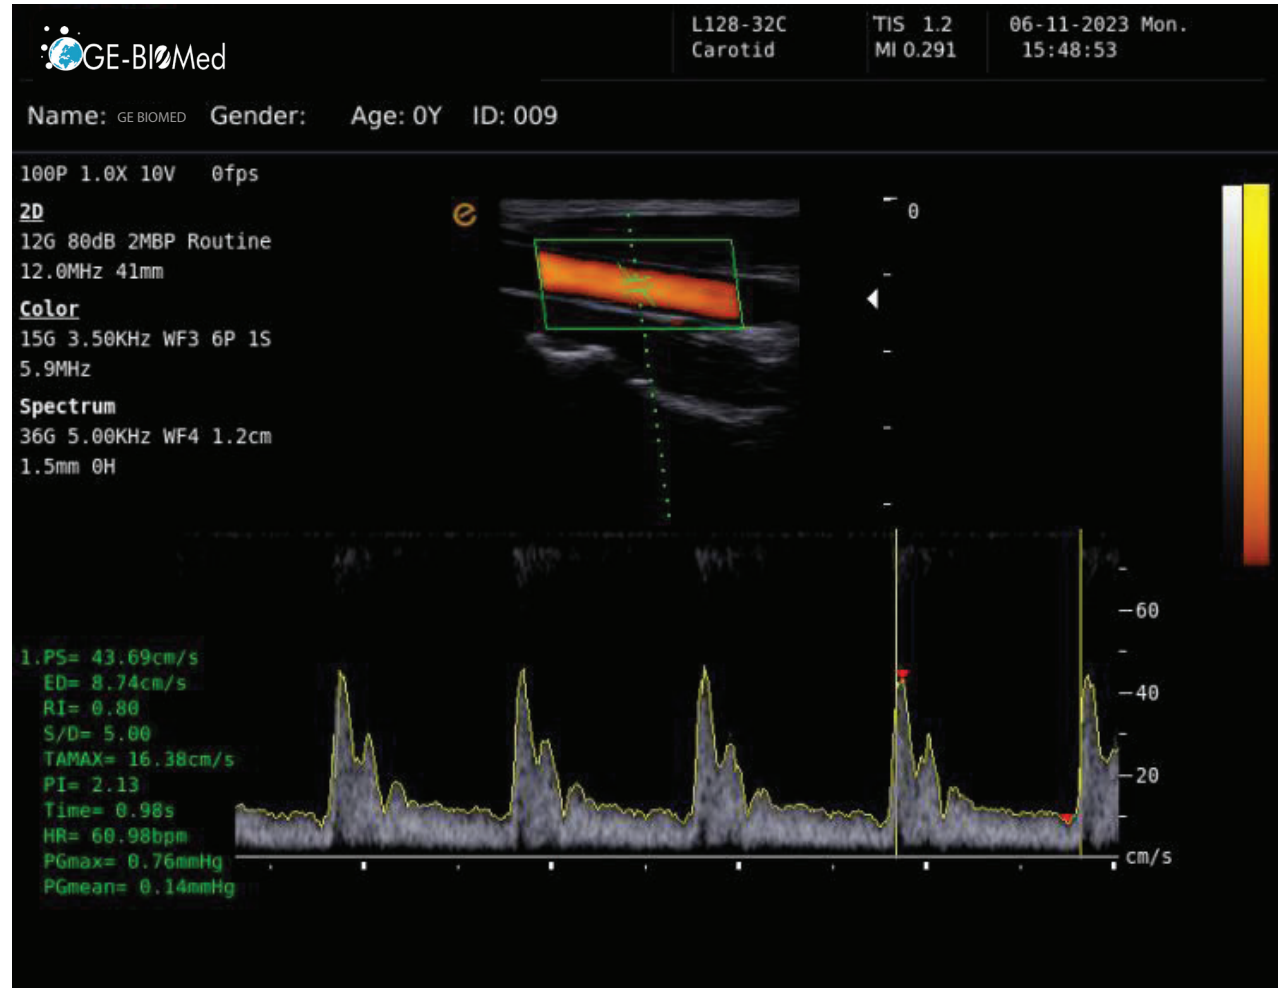 GE-BIOMed
L128-32C
Carotid
TIS 1.2
MI 0.291
06-11-2023 Mon.
15:48:53
Name: GE BIOMED Gender: Age: 0Y ID: 009
100P 1.0X 10V 0fps
2D
12G 80dB 2MBP Routine
12.0MHz 41mm
Color
15G 3.50KHz WF3 6P 1S
5.9MHz
Spectrum
36G 5.00KHz WF4 1.2cm
1.5mm 0H
e
0
1.PS= 43.69cm/s
ED= 8.74cm/s
RI= 0.80
S/D= 5.00
TAMAX= 16.38cm/s
PI= 2.13
Time= 0.98s
HR= 60.98bpm
PGmax= 0.76mmHg
PGmean= 0.14mmHg
60
40
20
cm/s